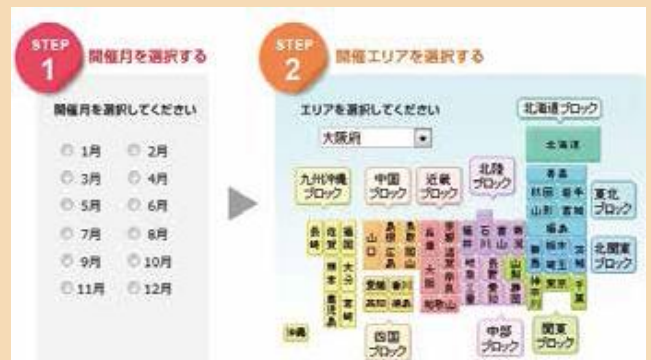 STEP
1
開催月を選択する
開催月を選択してください
1月 2月
3月 4月
5月 6月
7月 8月
9月 10月
11月 12月
STEP
2
開催エリアを選択する
エリアを選択してください
大阪府
北海道ブロック
北海道
九州沖縄
ブロック
中国
ブロック
近畿
ブロック
北陸
ブロック
東北
ブロック
北関東
ブロック
青森
秋田 岩手
山形 宮城
福島
栃木
埼玉
東京
千葉
神奈川
山梨
長崎
佐賀
福岡
熊本
大分
宮崎
鹿児島
沖縄
山口
島根
広島
鳥取
岡山
愛媛 香川
高知 徳島
兵庫
京都
滋賀
大阪
奈良
和歌山
福井
石川
富山
岐阜
長野
愛知
静岡
三重
四国
ブロック
中部
ブロック
関東
ブロック